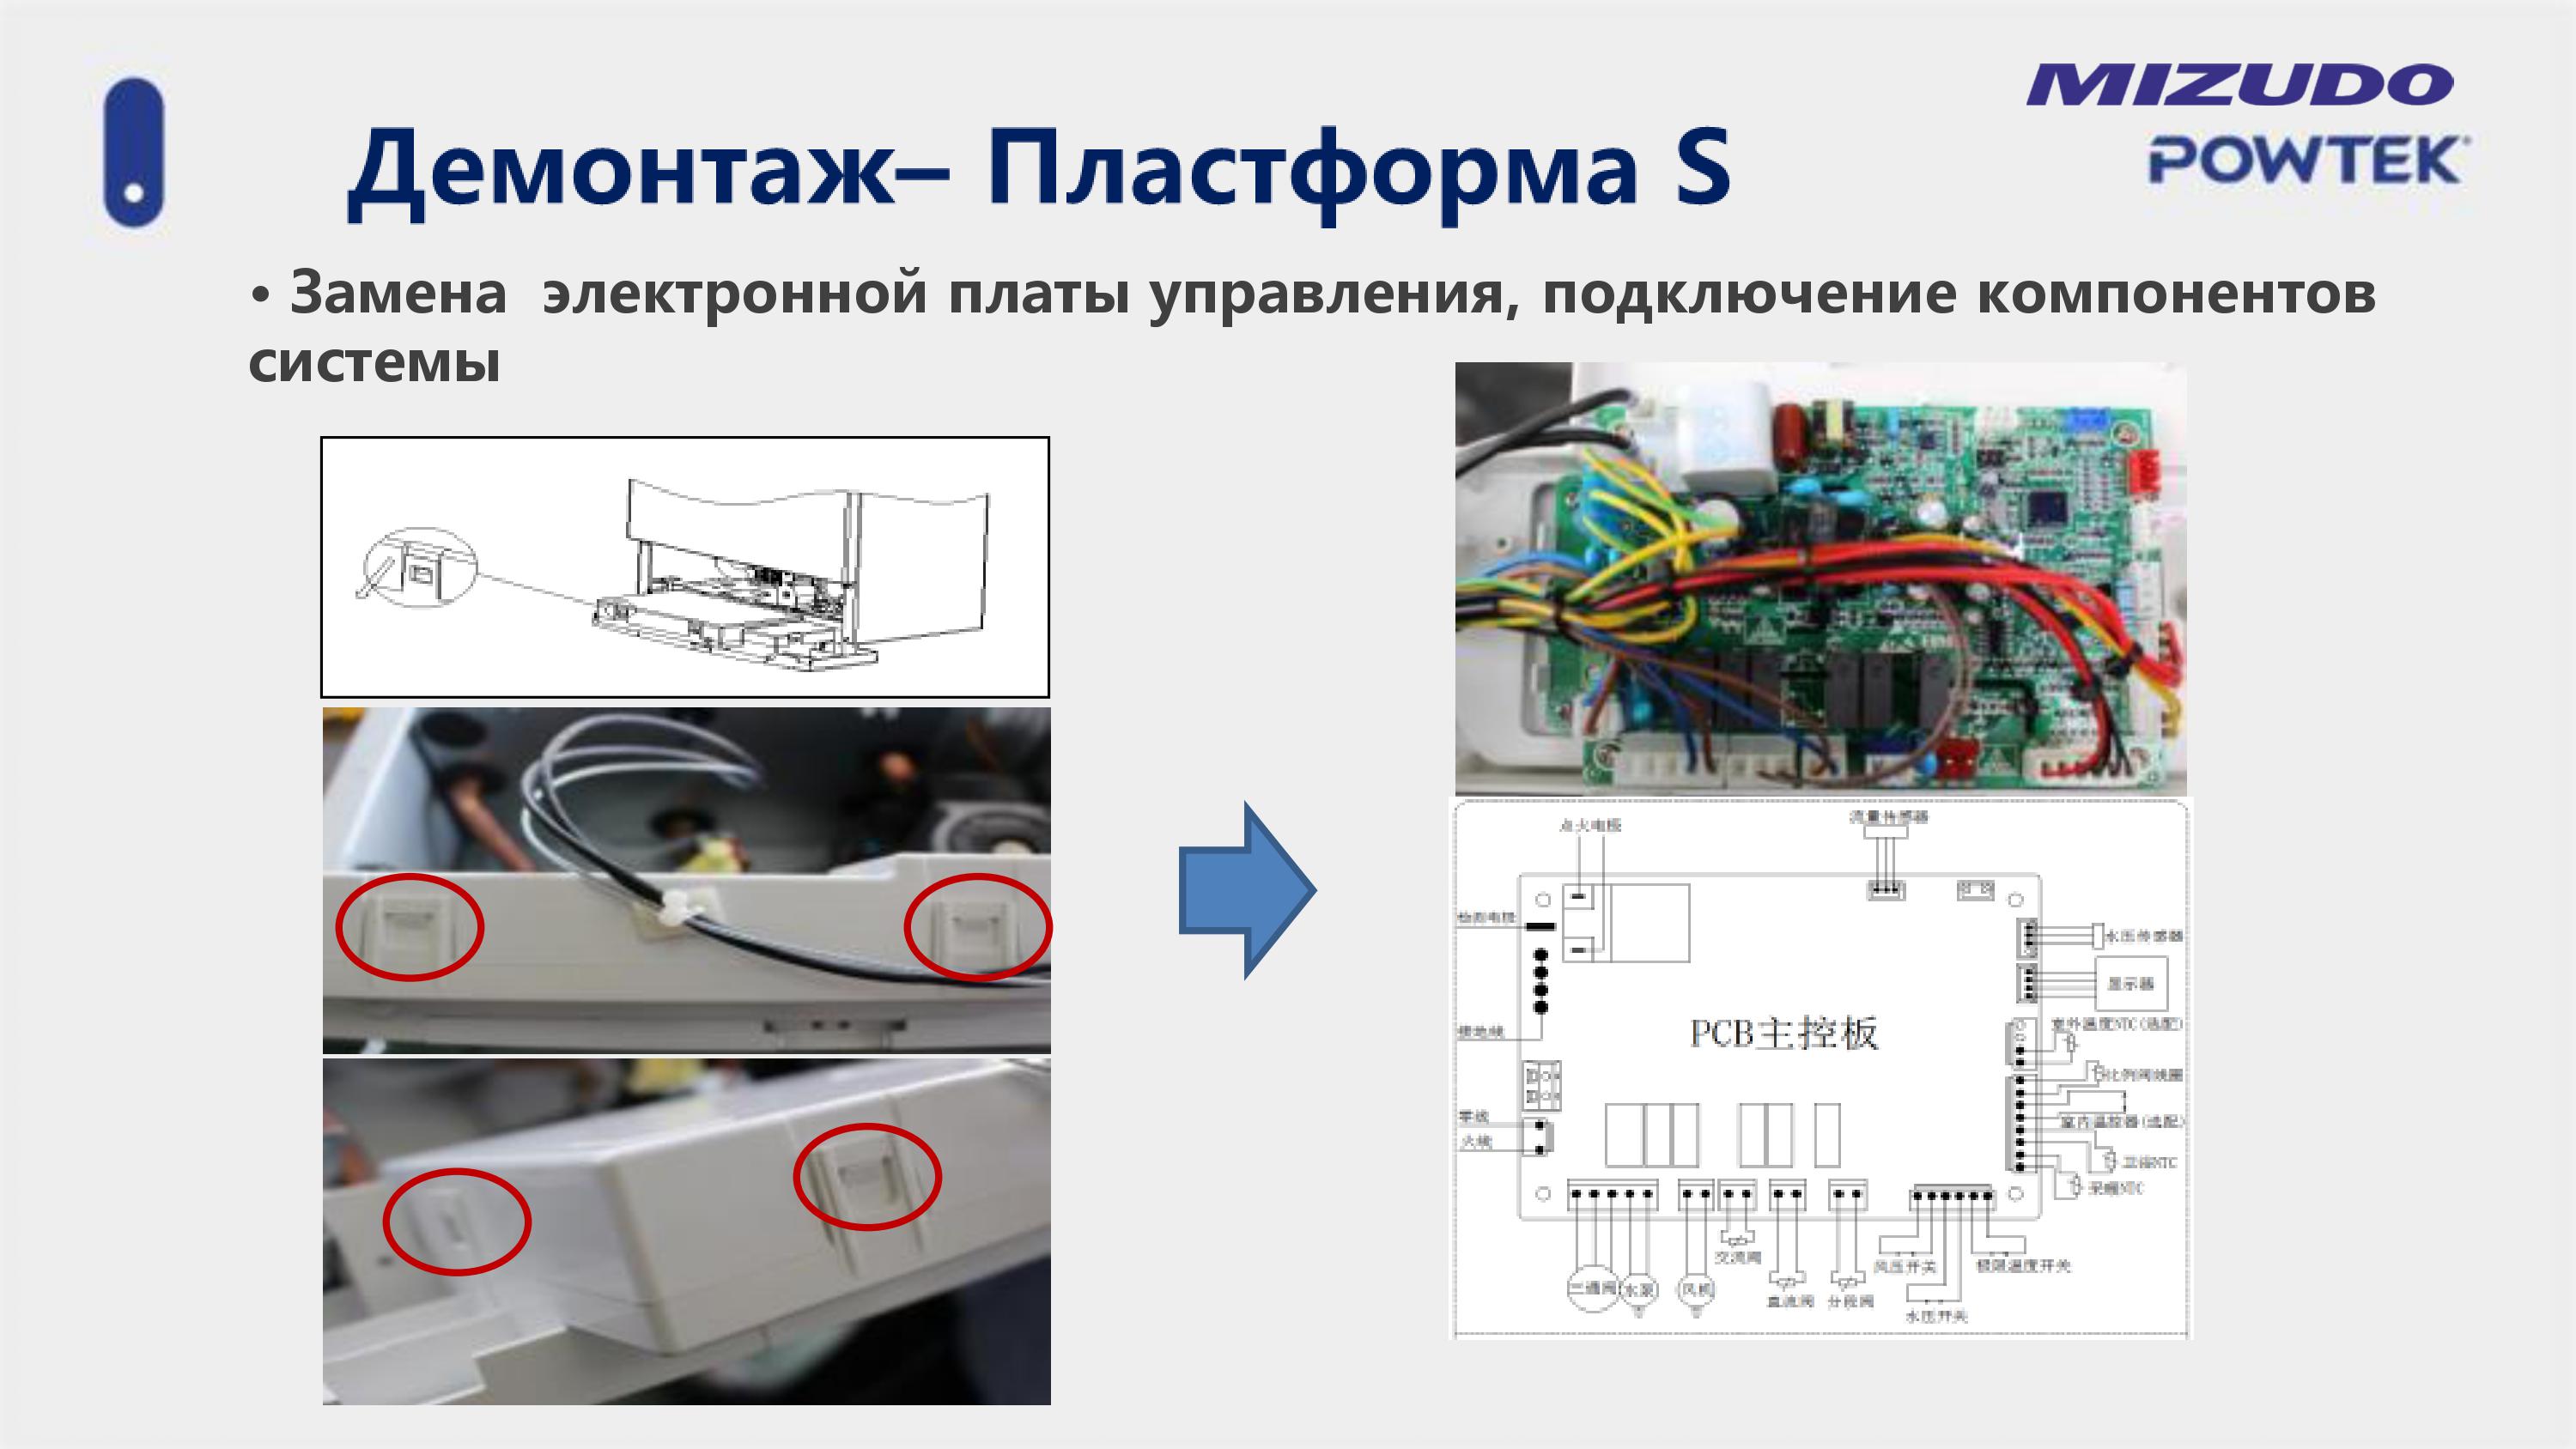 MIZUDO
POWTEK
Демонтаж– Пластформа S
• Замена электронной платы управления, подключение компонентов
системы
点火电极
流量传感器
检测电极
水压传感器
显示器
室外温度NTC(选配)
接地线
PCB主控板
比例阀线圈
零线
室内温控器(选配)
火线
卫浴NTC
采暖NTC
交流阀
风压开关
极限温度开关
三通阀
水泵
风机
直流阀
分段阀
水压开关